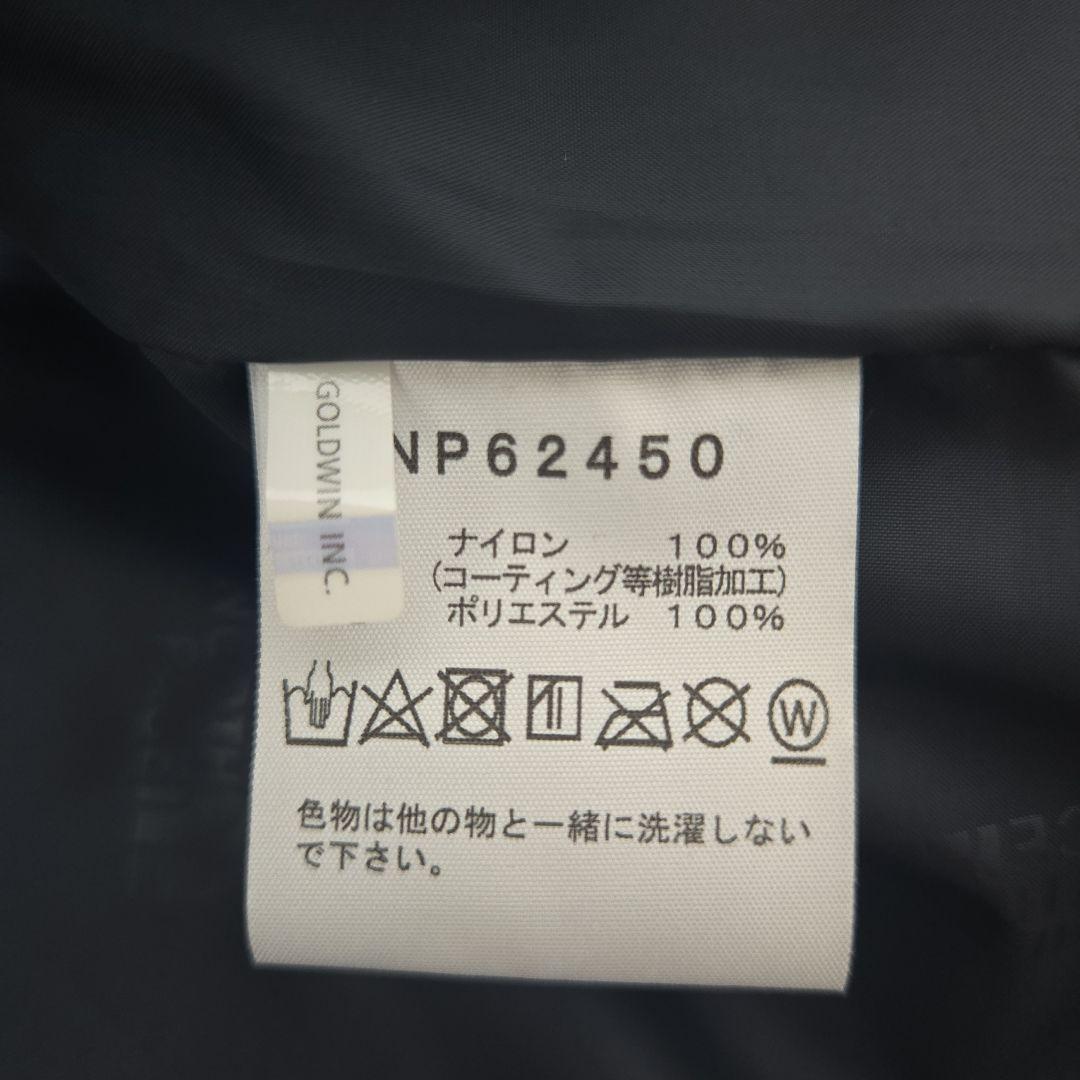 GOLDWIN INC.
NP62450
ナイロン 100%
(コーティング等樹脂加工)
ポリエステル 100%
W
色物は他の物と一緒に洗濯しない
で下さい。